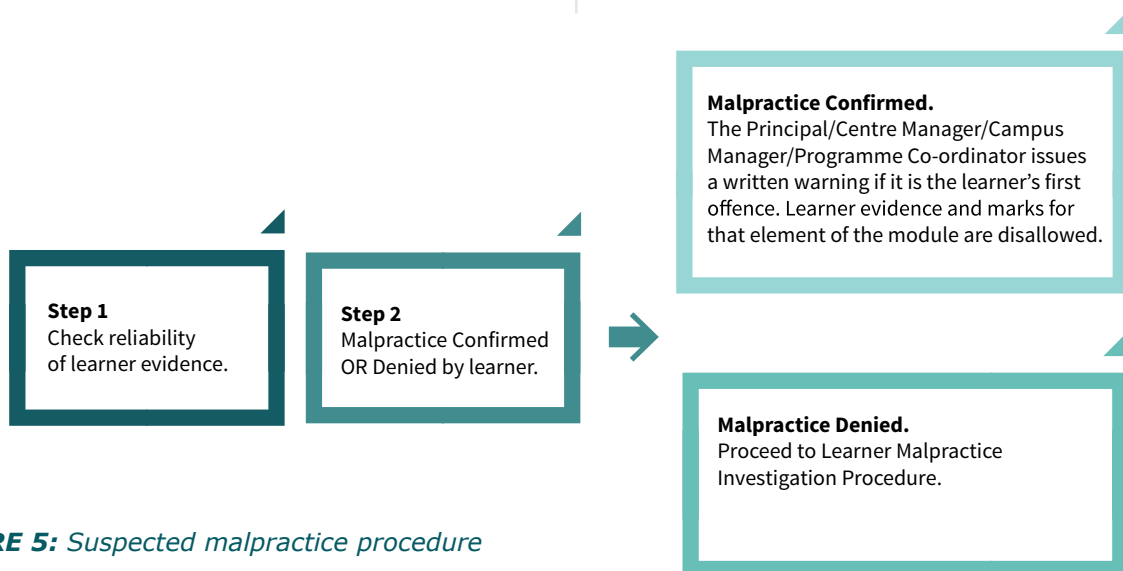 Step 1
Check reliability
of learner evidence.
Step 2
Malpractice Confirmed
OR Denied by learner.
Malpractice Confirmed.
The Principal/Centre Manager/Campus
Manager/Programme Co-ordinator issues
a written warning if it is the learner’s first
offence. Learner evidence and marks for
that element of the module are disallowed.
Malpractice Denied.
Proceed to Learner Malpractice
Investigation Procedure.
RE 5: Suspected malpractice procedure